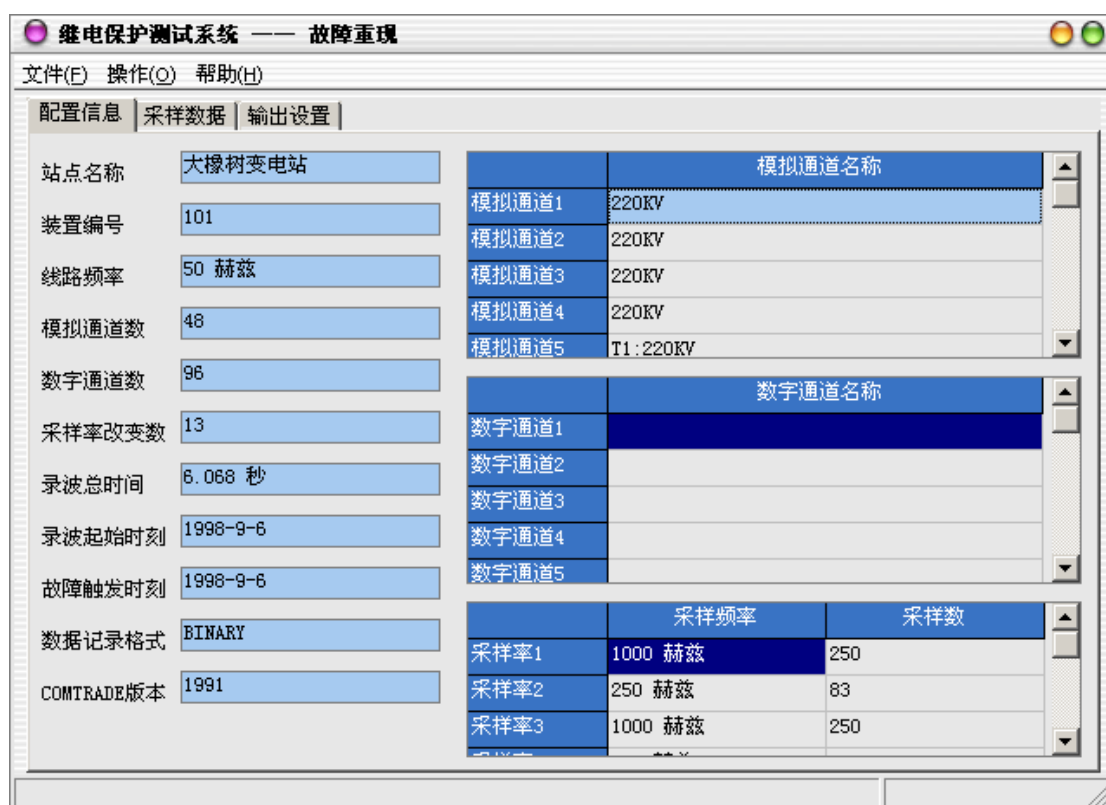 继电保护测试系统 —— 故障重现
文件(F) 操作(O) 帮助(H)
配置信息 采样数据 输出设置
站点名称 大橡树变电站
装置编号 101
线路频率 50 赫兹
模拟通道数 48
数字通道数 96
采样率改变数 13
录波总时间 6.068 秒
录波起始时刻 1998-9-6
故障触发时刻 1998-9-6
数据记录格式 BINARY
COMTRADE版本 1991
模拟通道名称
模拟通道1 220KV
模拟通道2 220KV
模拟通道3 220KV
模拟通道4 220KV
模拟通道5 T1:220KV
数字通道名称
数字通道1
数字通道2
数字通道3
数字通道4
数字通道5
采样频率 采样数
采样率1 1000 赫兹 250
采样率2 250 赫兹 83
采样率3 1000 赫兹 250